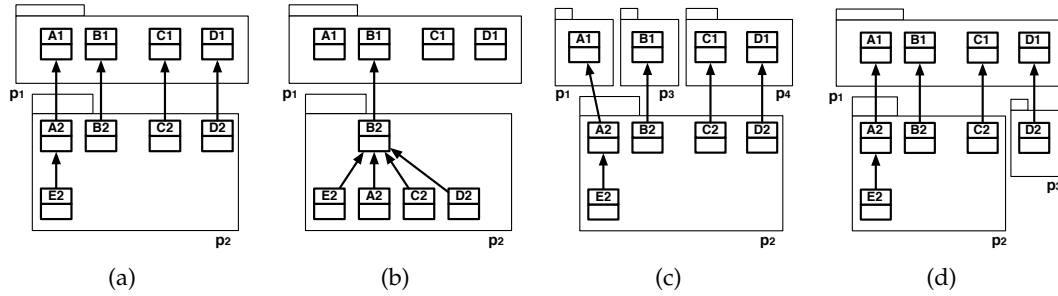 A1 B1 C1 D1
p1
A2 B2 C2 D2
E2
p2
(a)
A1 B1 C1 D1
p1
B2
E2 A2 C2 D2
p2
(b)
A1 B1 C1 D1
p1 p3 p4
A2 B2 C2 D2
E2
p2
(c)
A1 B1 C1 D1
p1
A2 B2 C2 D2
E2
p3
p2
(d)